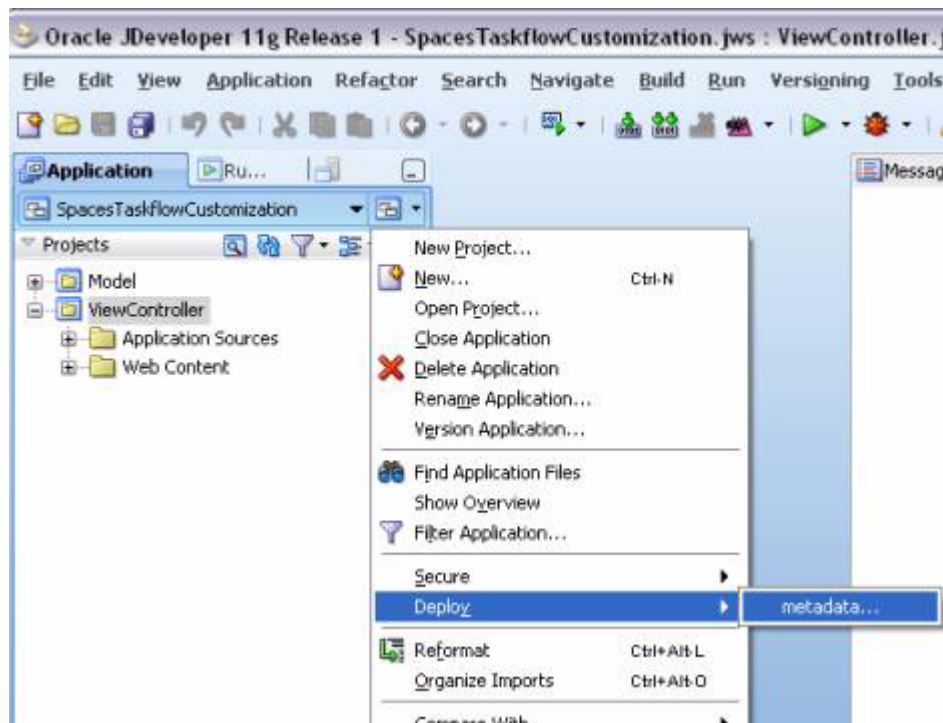 Oracle JDeveloper 11g Release 1 - SpacesTaskflowCustomization.jws : ViewController.j
File Edit View Application Refactor Search Navigate Build Run Versioning Tools
Application Ru... Messag
SpacesTaskflowCustomization
Projects
New Project...
New... Ctrl-N
Model
Open Project...
ViewController
Close Application
Application Sources
Delete Application
Web Content
Rename Application...
Version Application...
Find Application Files
Show Overview
Filter Application...
Secure
Deploy metadata...
Reformat Ctrl+Alt-L
Organize Imports Ctrl+Alt-O
Compare With